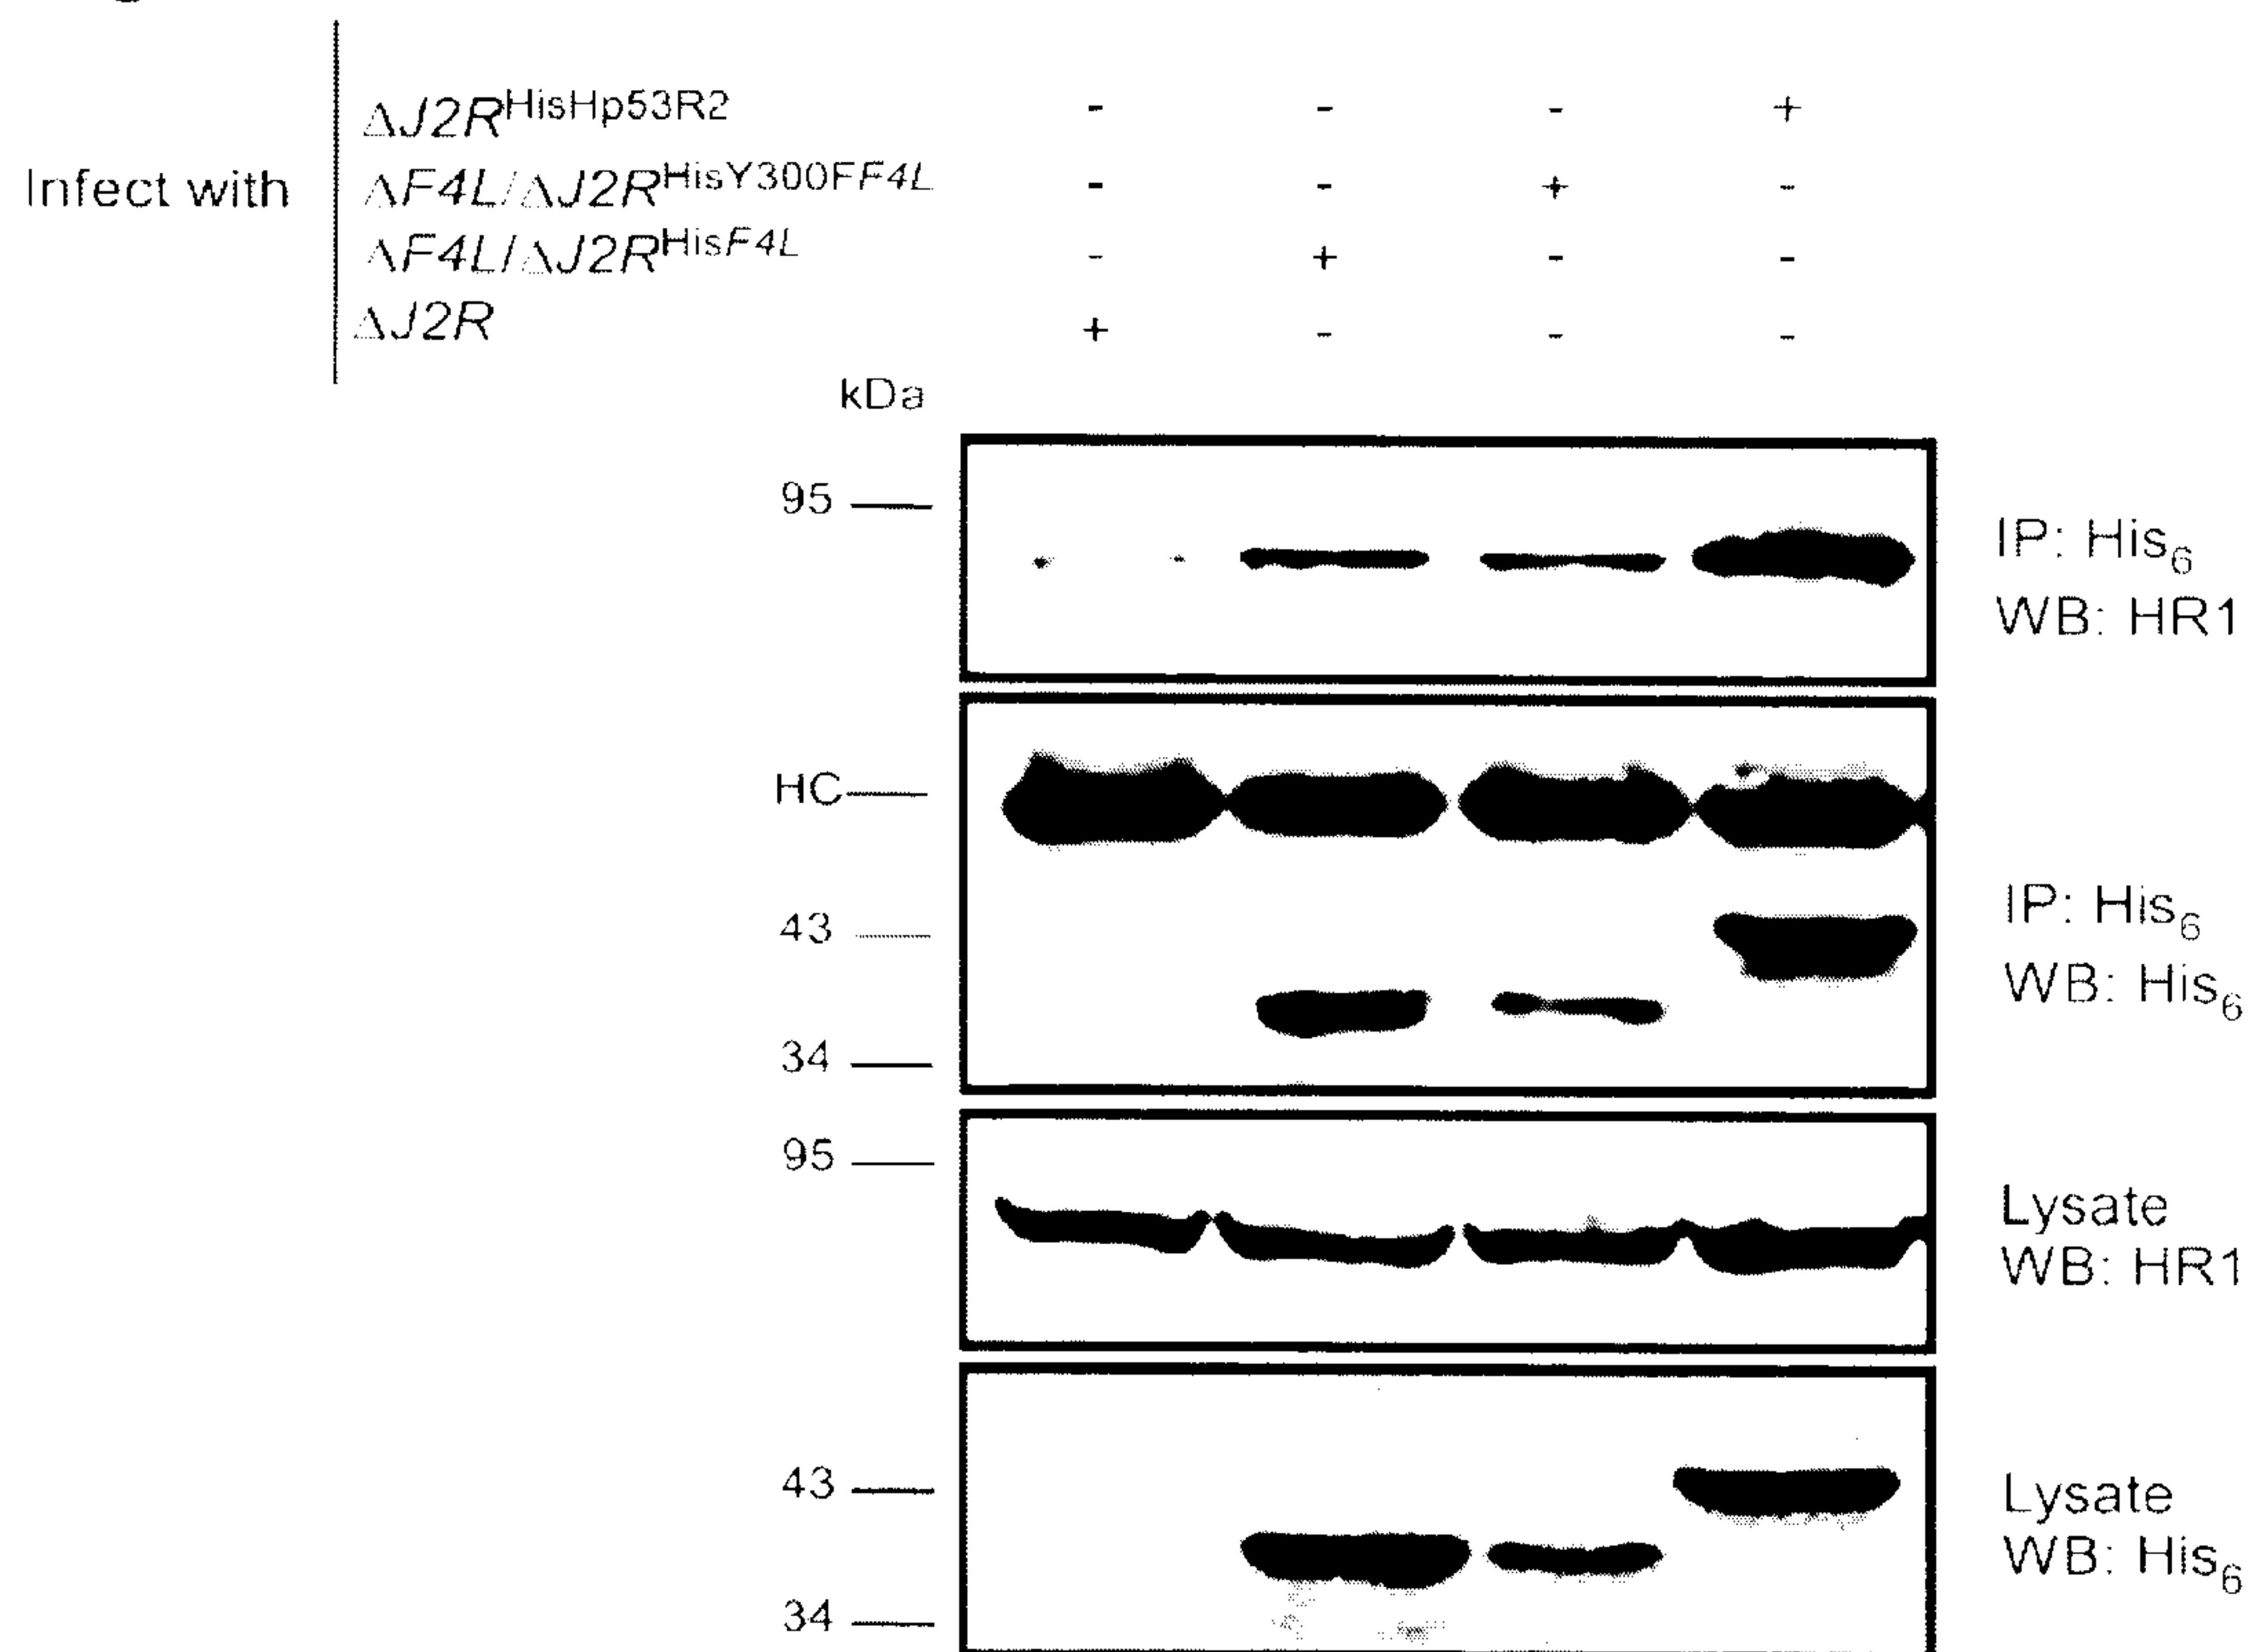 ΔJ2R^HisHp53R2 - - - +
Infect with ΔF4L/ΔJ2R^HisY300FF4L - - + -
ΔF4L/ΔJ2R^HisF4L - + - -
ΔJ2R + - - -
kDa
95
IP: His₆
WB: HR1
HC
43
IP: His₆
WB: His₆
34
95
Lysate
WB: HR1
43
Lysate
WB: His₆
34